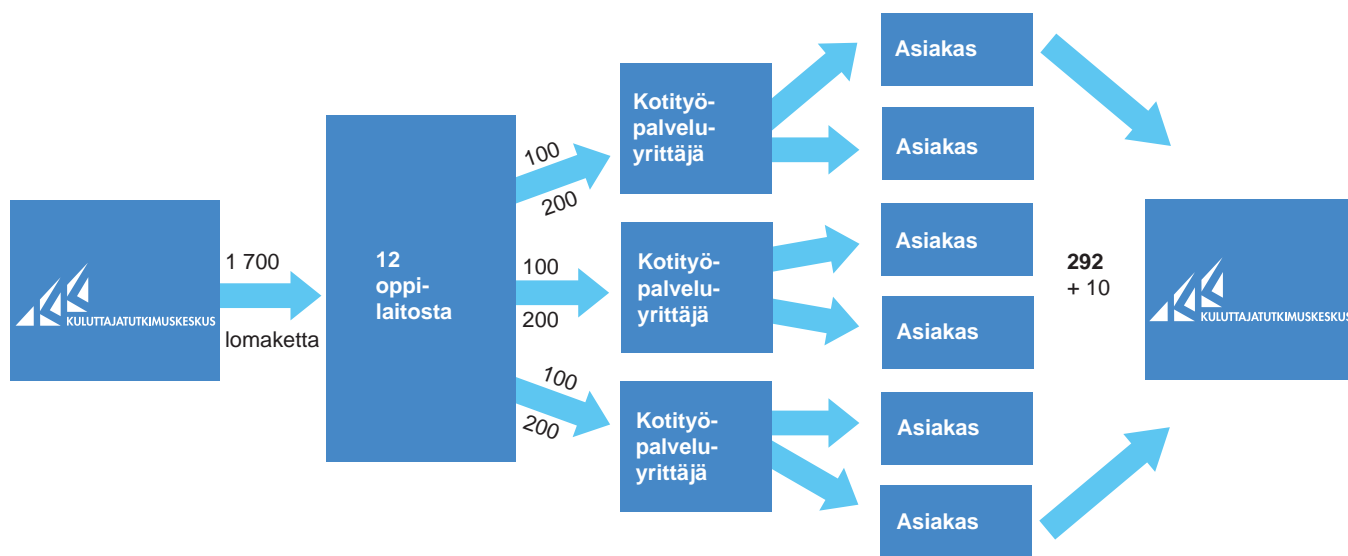 KULUTTAJATUTKIMUSKESKUS
1 700
lomaketta
12
oppi-
laitosta
100
200
100
200
100
200
Kotityö-
palvelu-
yrittäjä
Kotityö-
palvelu-
yrittäjä
Kotityö-
palvelu-
yrittäjä
Asiakas
Asiakas
Asiakas
Asiakas
Asiakas
Asiakas
292
+ 10
KULUTTAJATUTKIMUSKESKUS